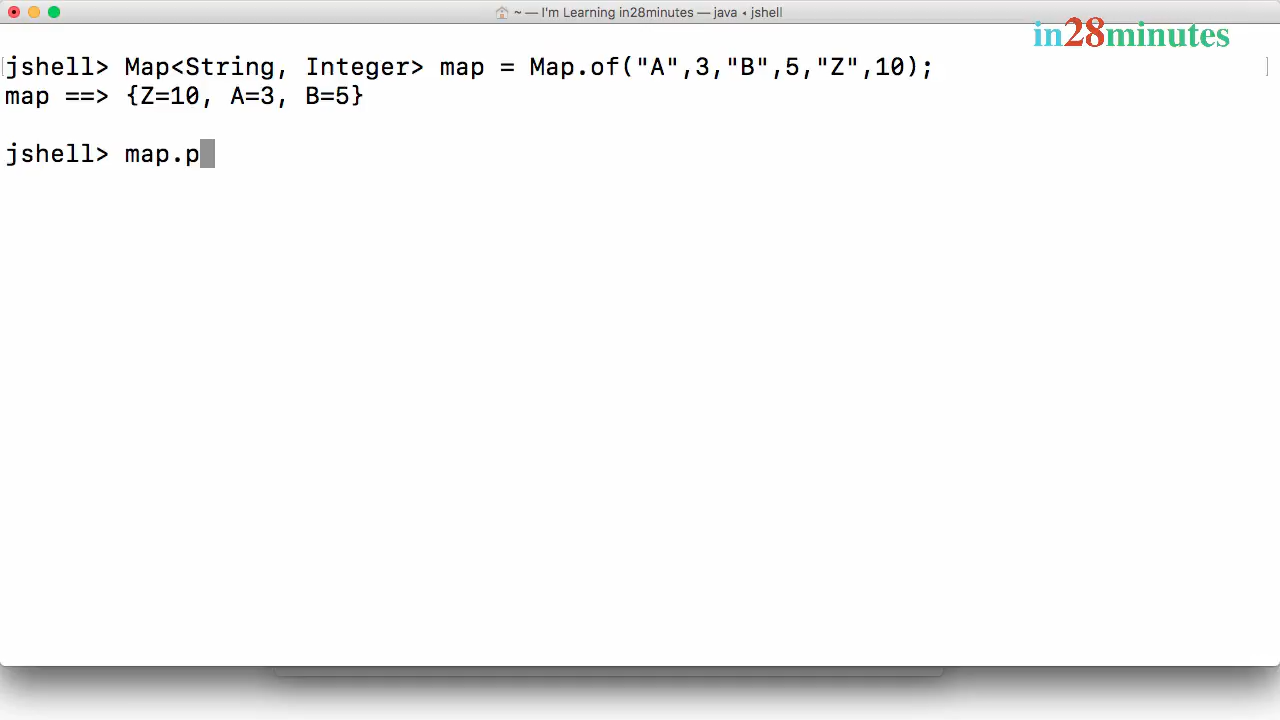 ~ — I'm Learning in28minutes — java ◂ jshell
in28minutes
jshell> Map<String, Integer> map = Map.of("A",3,"B",5,"Z",10);
map ==> {Z=10, A=3, B=5}
jshell> map.p